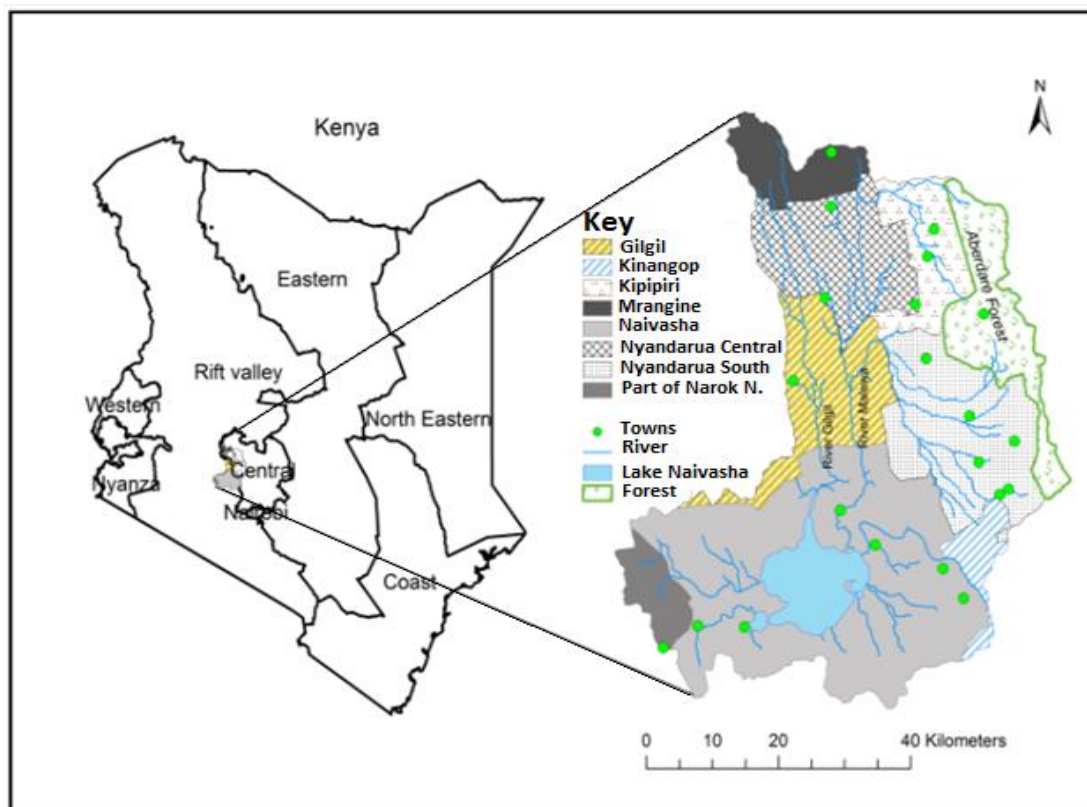 Kenya
N
Eastern
Rift valley
Western
North Eastern
Central
Nyanza
Nairobi
Coast
Key
Gilgil
Kinangop
Kipipiri
Mrangine
Naivasha
Nyandarua Central
Nyandarua South
Part of Narok N.
Towns
River
Lake Naivasha
Forest
Aberdare Forest
River Gilgil
River Malewa
0 10 20 40 Kilometers